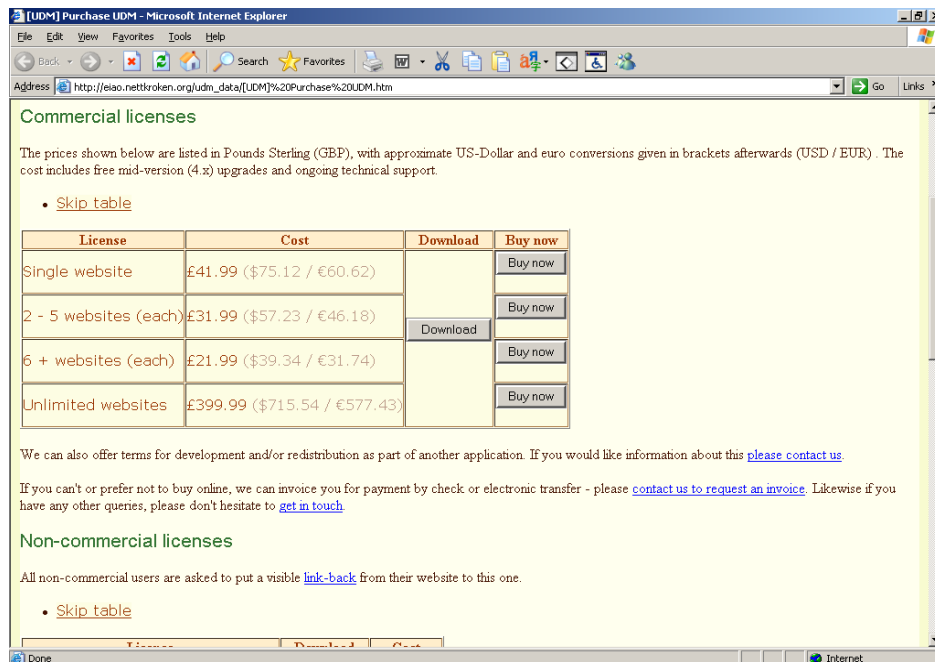 [UDM] Purchase UDM - Microsoft Internet Explorer
File Edit View Favorites Tools Help
Back Search Favorites
Address http://eiao.nettkroken.org/udm_data/[UDM]%20Purchase%20UDM.htm Go Links
Commercial licenses
The prices shown below are listed in Pounds Sterling (GBP), with approximate US-Dollar and euro conversions given in brackets afterwards (USD / EUR) . The
cost includes free mid-version (4.x) upgrades and ongoing technical support.
• Skip table
License Cost Download Buy now
Single website £41.99 ($75.12 / €60.62) Buy now
2 - 5 websites (each) £31.99 ($57.23 / €46.18) Buy now
Download
6 + websites (each) £21.99 ($39.34 / €31.74) Buy now
Unlimited websites £399.99 ($715.54 / €577.43) Buy now
We can also offer terms for development and/or redistribution as part of another application. If you would like information about this please contact us.
If you can't or prefer not to buy online, we can invoice you for payment by check or electronic transfer - please contact us to request an invoice. Likewise if you
have any other queries, please don't hesitate to get in touch.
Non-commercial licenses
All non-commercial users are asked to put a visible link-back from their website to this one.
• Skip table
License Download Cost
Done Internet